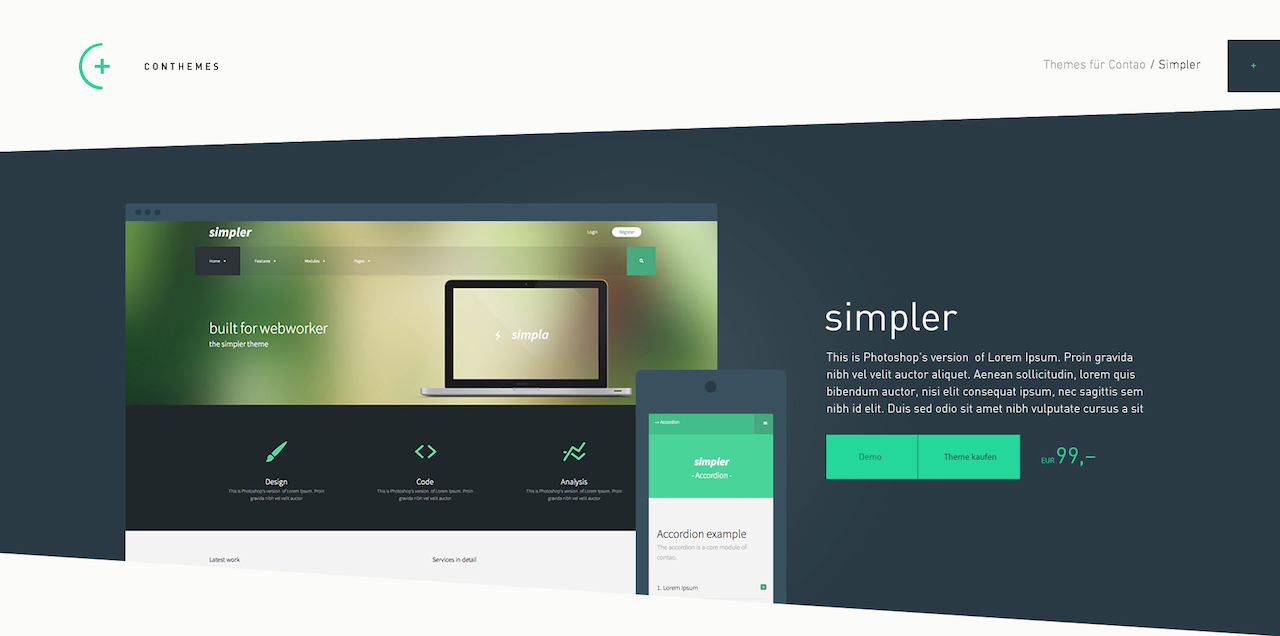 CONTHEMES
Themes für Contao / Simpler
+
simpler
Login
Register
Home
Features
Modules
Pages
built for webworker
the simpler theme
simpla
Design
This is Photoshop's version of Lorem Ipsum. Proin
gravida nibh vel velit auctor
Code
This is Photoshop's version of Lorem Ipsum. Proin
gravida nibh vel velit auctor
Analysis
This is Photoshop's version of Lorem Ipsum. Proin
gravida nibh vel velit auctor
Latest work
Services in detail
→ Accordion
simpler
- Accordion -
Accordion example
The accordion is a core module of
contao.
1. Lorem Ipsum
simpler
This is Photoshop's version of Lorem Ipsum. Proin gravida
nibh vel velit auctor aliquet. Aenean sollicitudin, lorem quis
bibendum auctor, nisi elit consequat ipsum, nec sagittis sem
nibh id elit. Duis sed odio sit amet nibh vulputate cursus a sit
Demo
Theme kaufen
EUR 99,–